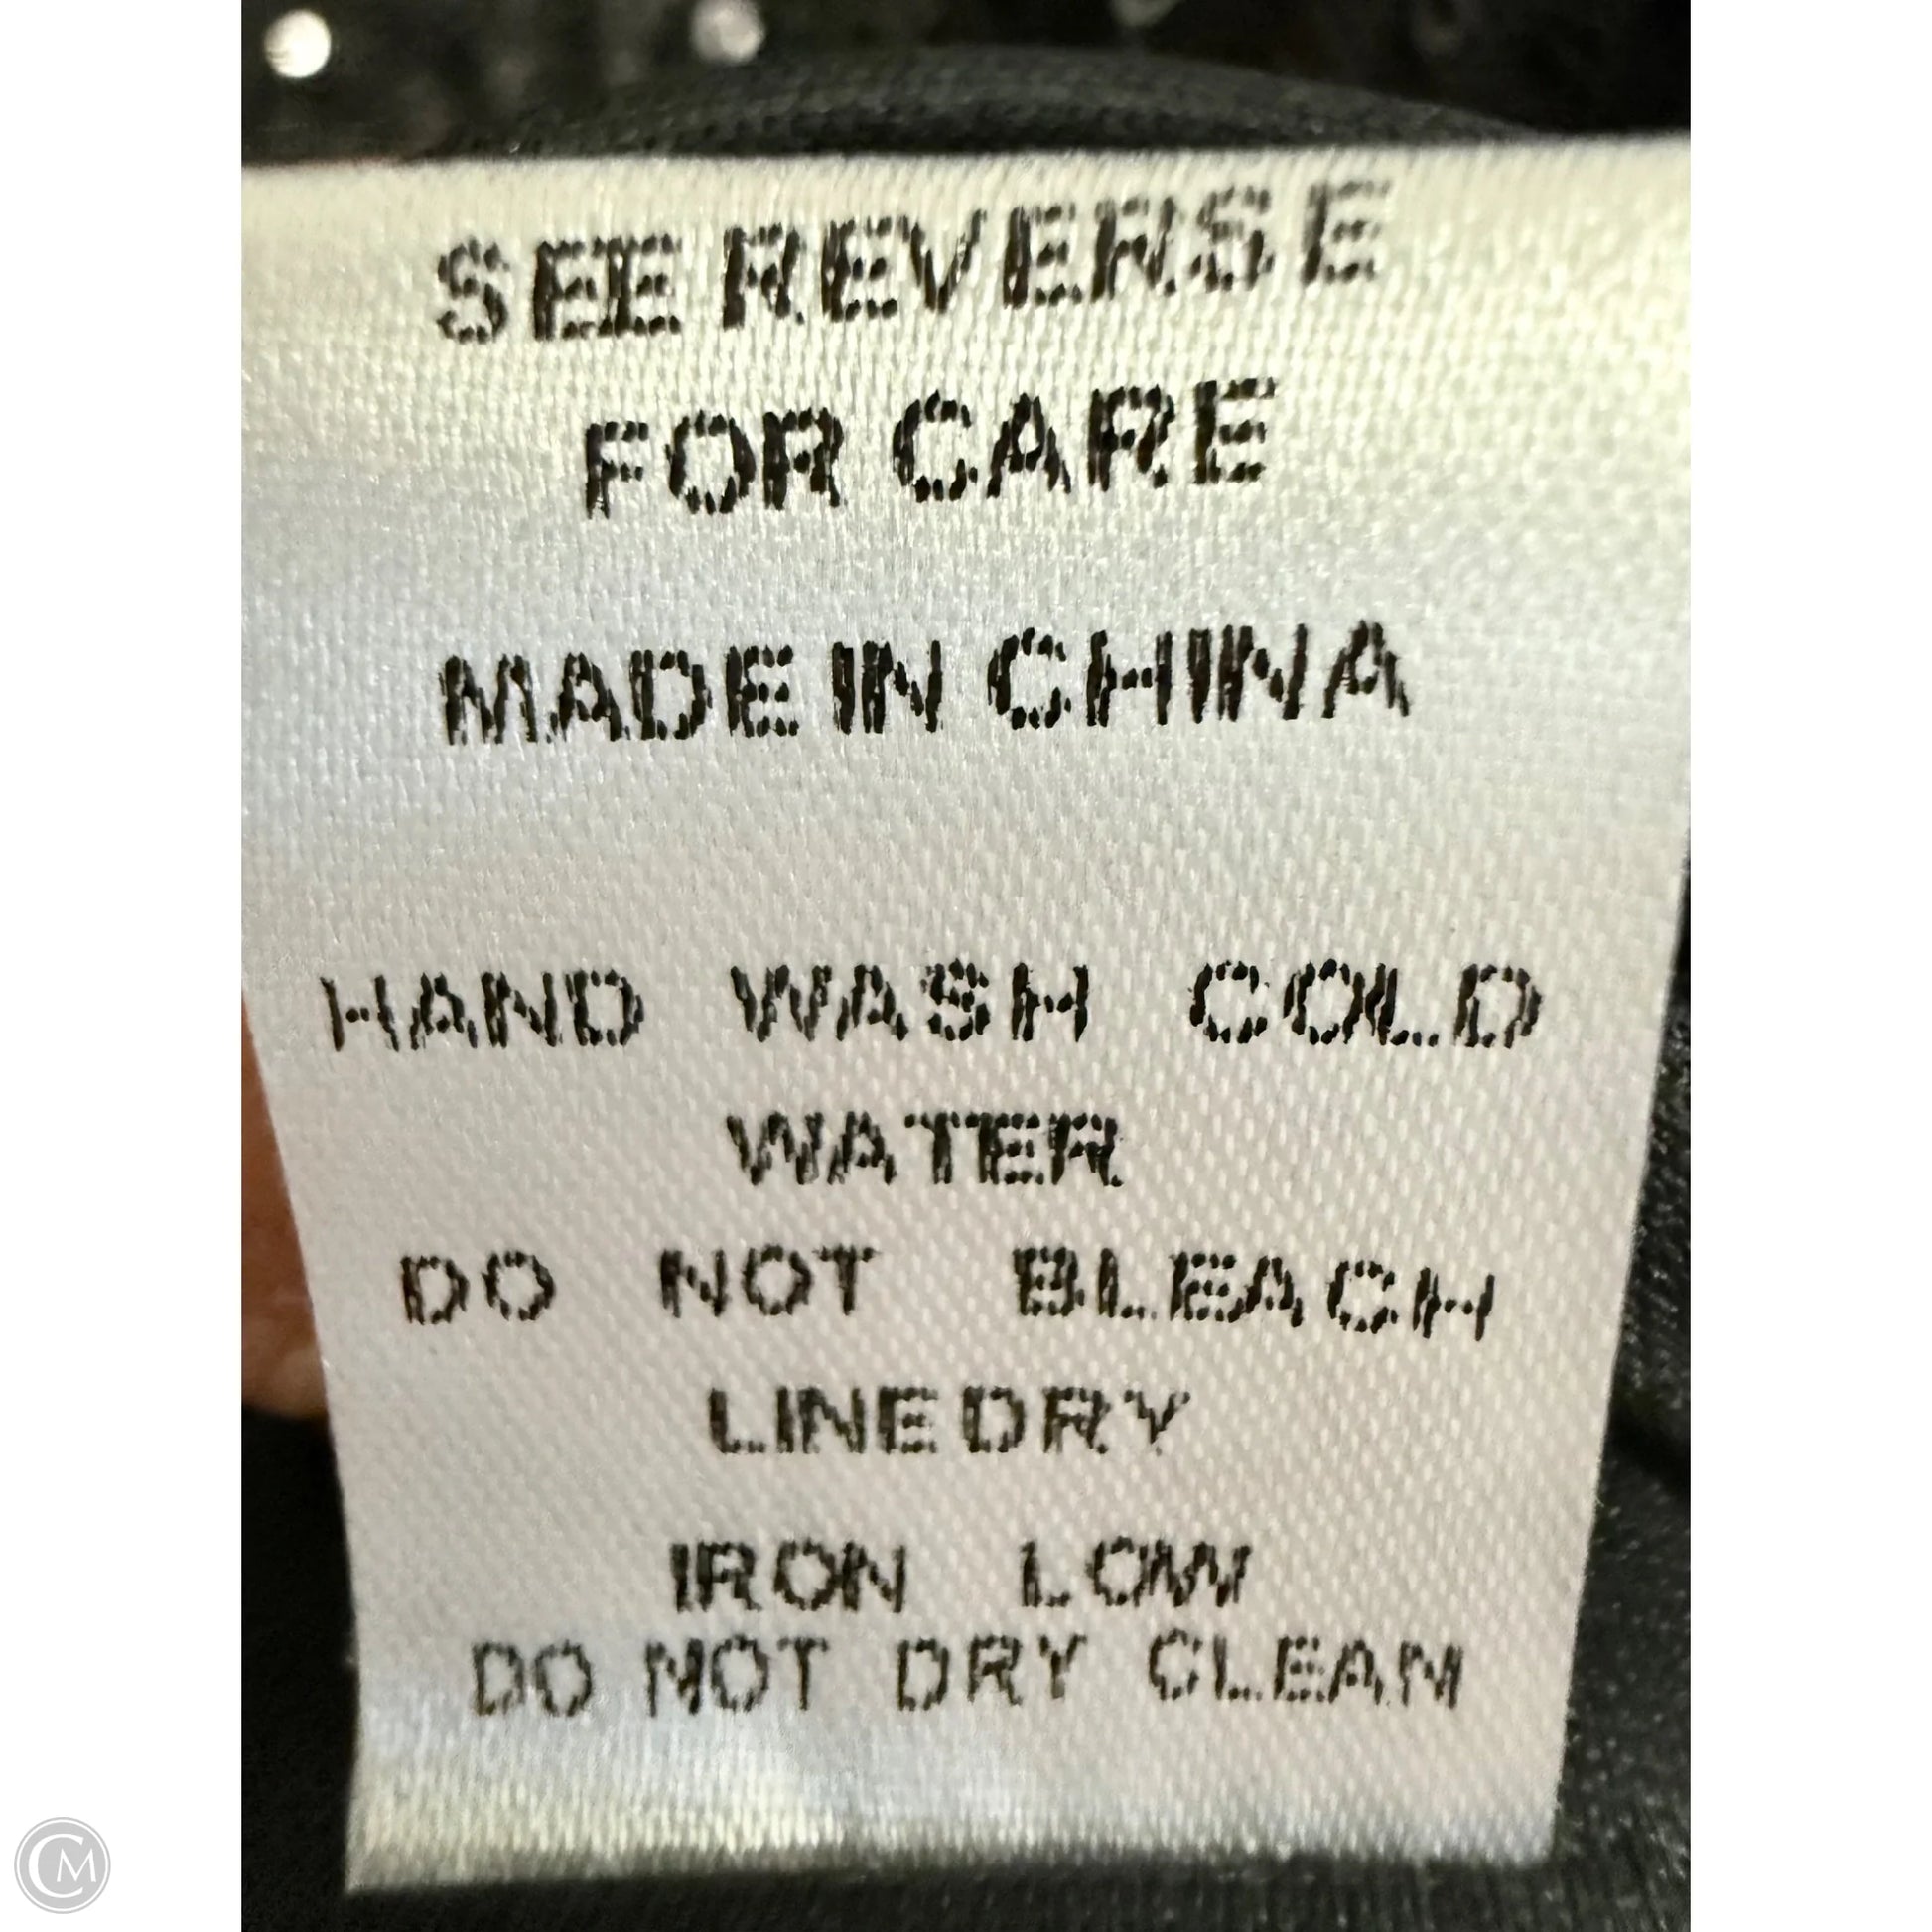 SEE REVERSE
FOR CARE
MADE IN CHINA
HAND WASH COLD
WATER
DO NOT BLEACH
LINE DRY
IRON LOW
DO NOT DRY CLEAN
CM